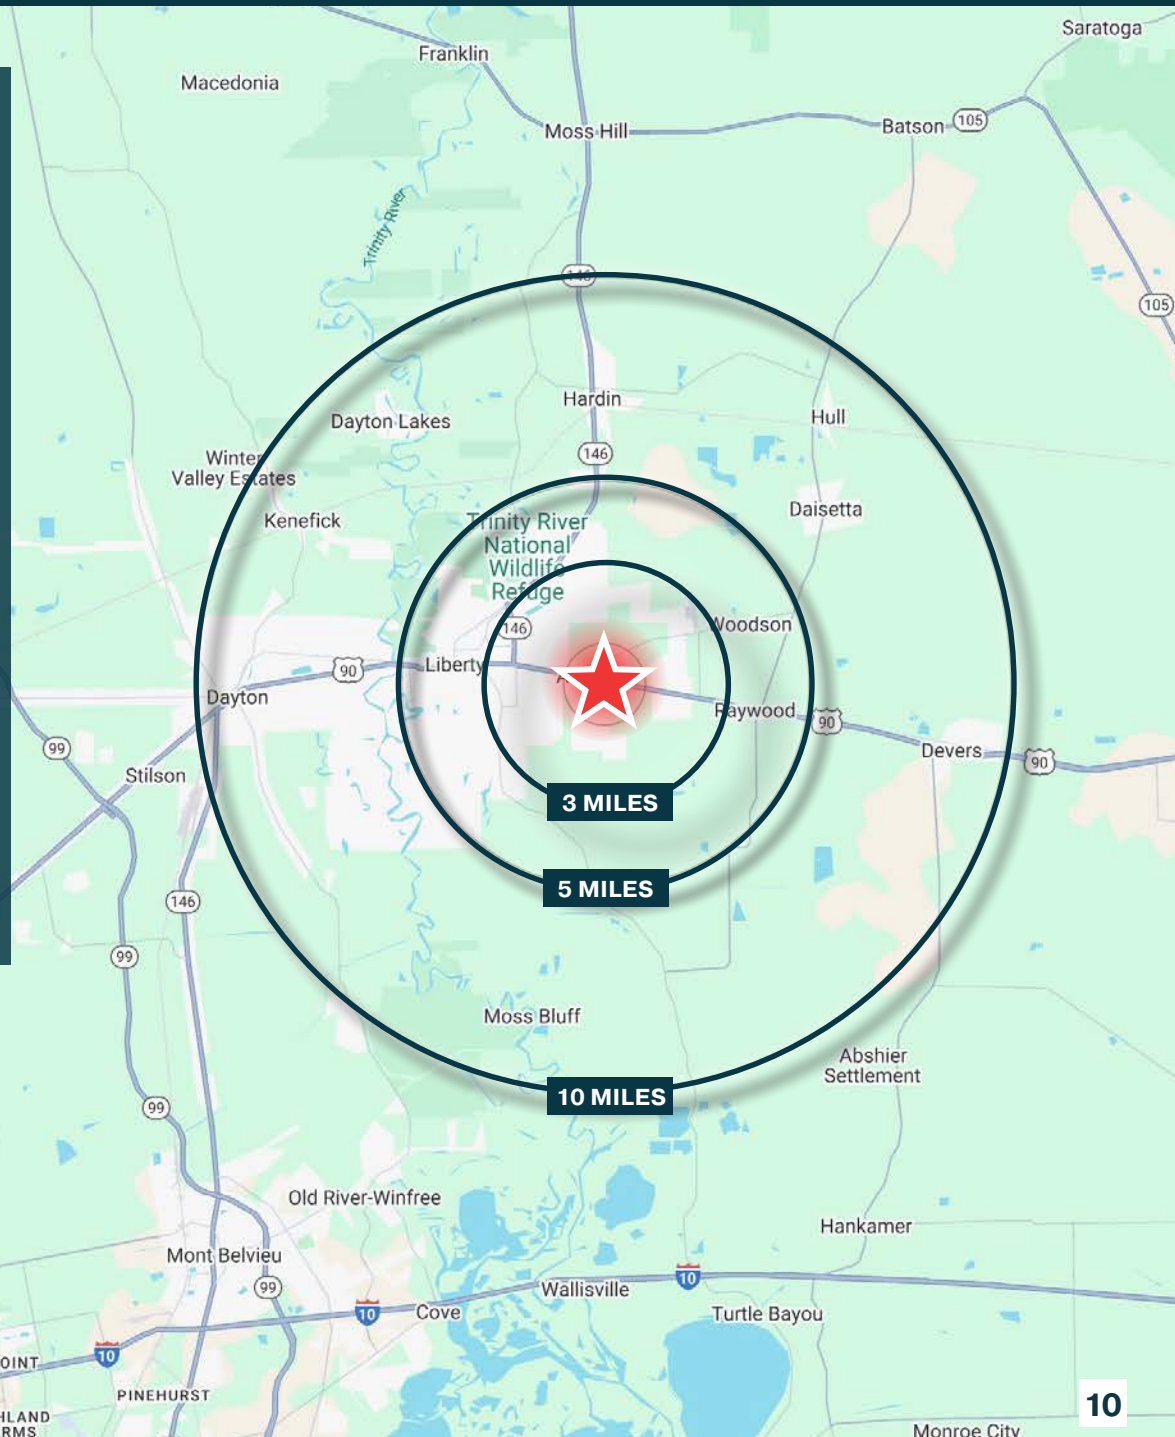 Saratoga
Franklin
Macedonia
Moss Hill
Batson
105
Trinity River
146
105
Hardin
Hull
Dayton Lakes
146
Winter
Valley Estates
Daisetta
Kenefick
Trinity River
National
Wildlife
Refuge
146
Woodson
90
Liberty
Dayton
Raywood
90
99
Devers
90
Stilson
3 MILES
5 MILES
146
99
Moss Bluff
Abshier
Settlement
10 MILES
99
Old River-Winfree
Hankamer
Mont Belvieu
99
10
Wallisville
10
Cove
Turtle Bayou
10
OINT
PINEHURST
10
HLAND
RMS
Monroe City